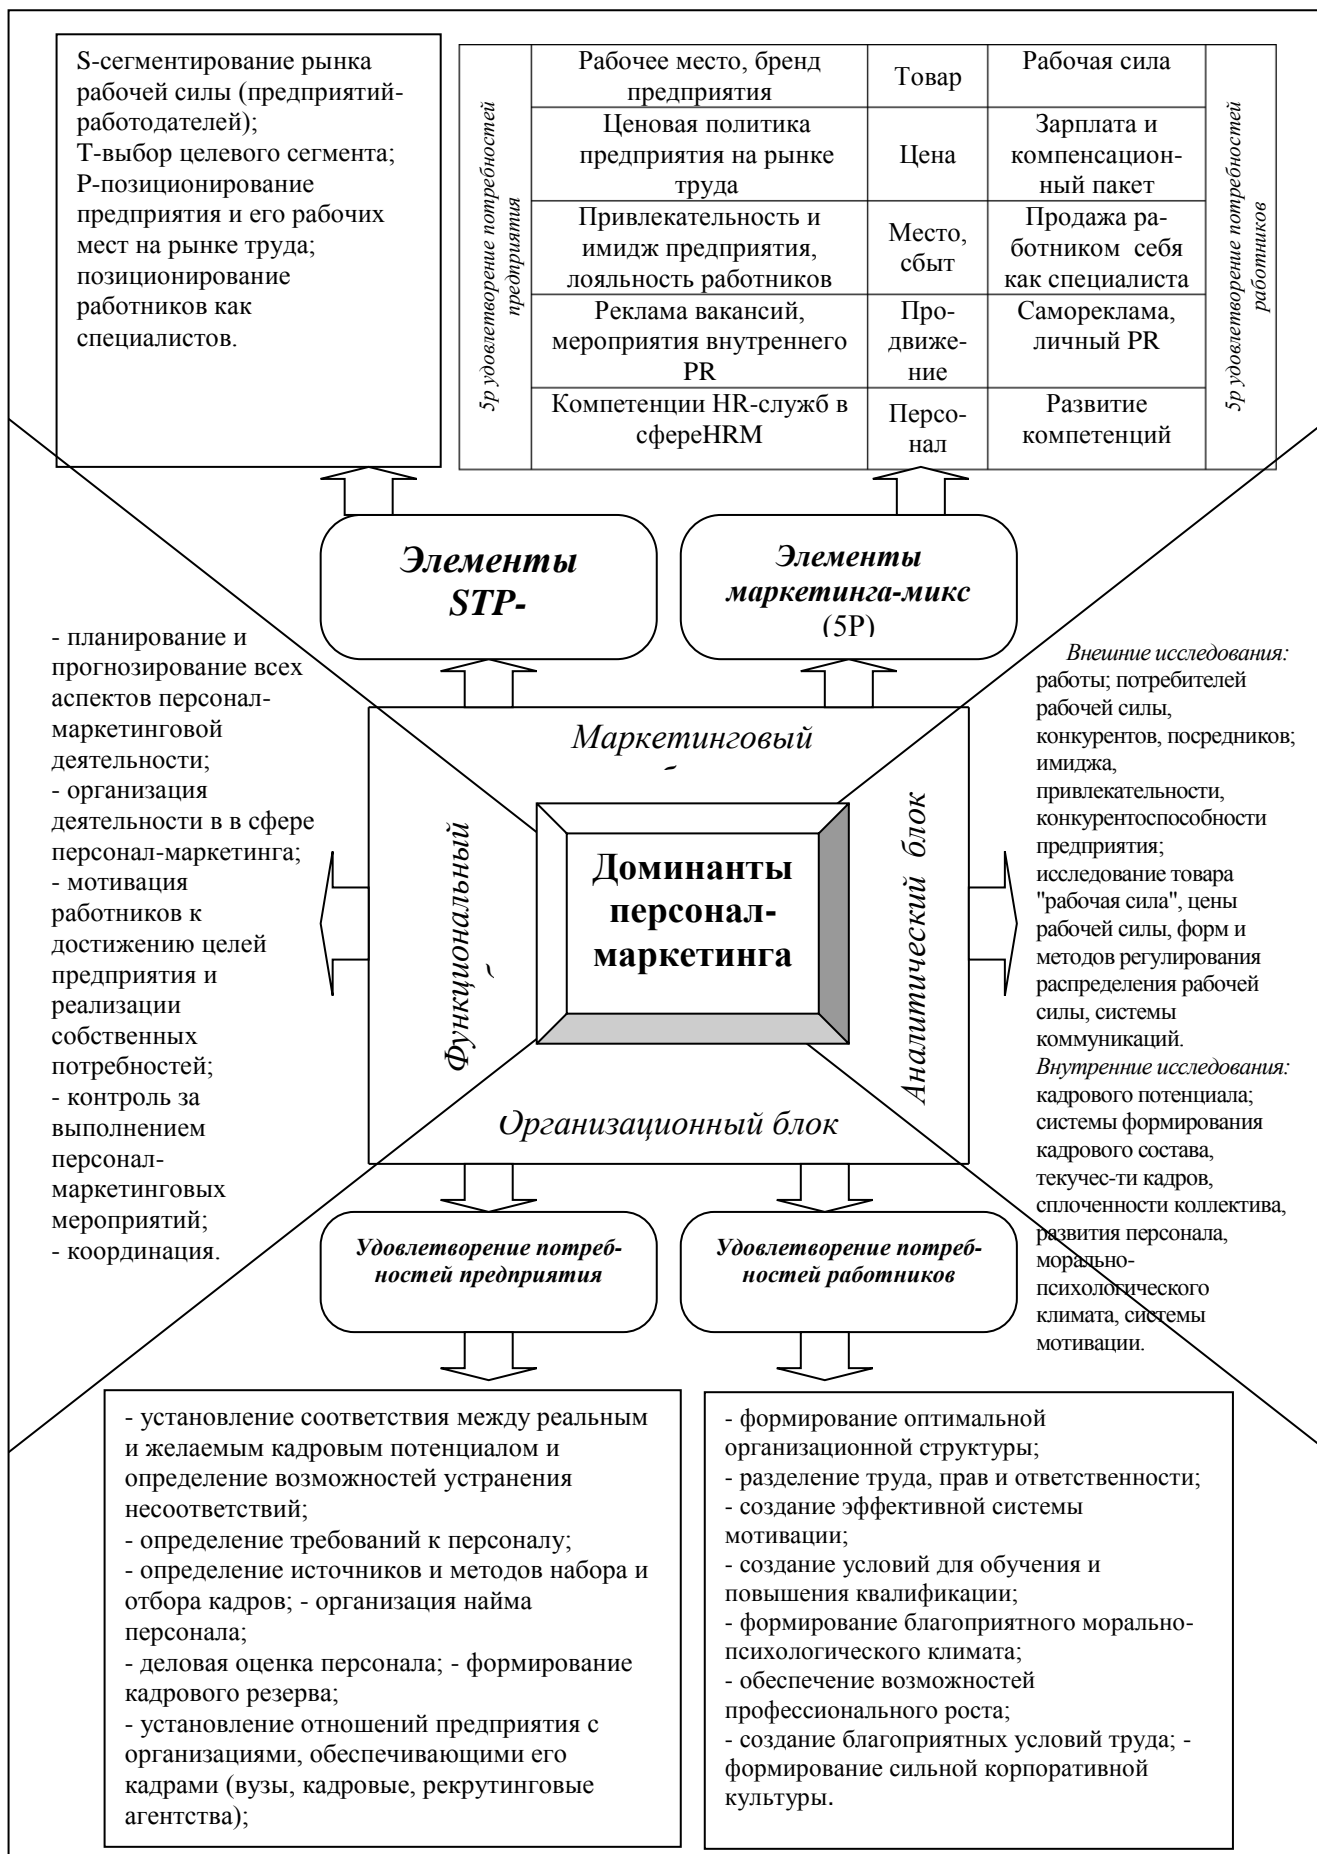 S-сегментирование рынка
рабочей силы (предприятий-
работодателей);
T-выбор целевого сегмента;
P-позиционирование
предприятия и его рабочих
мест на рынке труда;
позиционирование
работников как
специалистов.
5р удовлетворение потребностей
предприятия
Рабочее место, бренд
предприятия
Товар
Рабочая сила
Ценовая политика
предприятия на рынке
труда
Цена
Зарплата и
компенсацион-
ный пакет
Привлекательность и
имидж предприятия,
лояльность работников
Место,
сбыт
Продажа ра-
ботником себя
как специалиста
Реклама вакансий,
мероприятия внутреннего
PR
Про-
движе-
ние
Самореклама,
личный PR
Компетенции HR-служб в
сфереHRM
Персо-
нал
Развитие
компетенций
5р удовлетворение потребностей
работников
Элементы
STP-
Элементы
маркетинга-микс
(5Р)
- планирование и
прогнозирование всех
аспектов персонал-
маркетинговой
деятельности;
- организация
деятельности в в сфере
персонал-маркетинга;
- мотивация
работников к
достижению целей
предприятия и
реализации
собственных
потребностей;
- контроль за
выполнением
персонал-
маркетинговых
мероприятий;
- координация.
Маркетинговый
Функциональный
Доминанты
персонал-
маркетинга
Аналитический блок
Организационный блок
Внешние исследования:
работы; потребителей
рабочей силы,
конкурентов, посредников;
имиджа,
привлекательности,
конкурентоспособности
предприятия;
исследование товара
"рабочая сила", цены
рабочей силы, форм и
методов регулирования
распределения рабочей
силы, системы
коммуникаций.
Внутренние исследования:
кадрового потенциала;
системы формирования
кадрового состава,
текучес-ти кадров,
сплоченности коллектива,
развития персонала,
морально-
психологического
климата, системы
мотивации.
Удовлетворение потреб-
ностей предприятия
Удовлетворение потреб-
ностей работников
- установление соответствия между реальным
и желаемым кадровым потенциалом и
определение возможностей устранения
несоответствий;
- определение требований к персоналу;
- определение источников и методов набора и
отбора кадров; - организация найма
персонала;
- деловая оценка персонала; - формирование
кадрового резерва;
- установление отношений предприятия с
организациями, обеспечивающими его
кадрами (вузы, кадровые, рекрутинговые
агентства);
- формирование оптимальной
организационной структуры;
- разделение труда, прав и ответственности;
- создание эффективной системы
мотивации;
- создание условий для обучения и
повышения квалификации;
- формирование благоприятного морально-
психологического климата;
- обеспечение возможностей
профессионального роста;
- создание благоприятных условий труда; -
формирование сильной корпоративной
культуры.